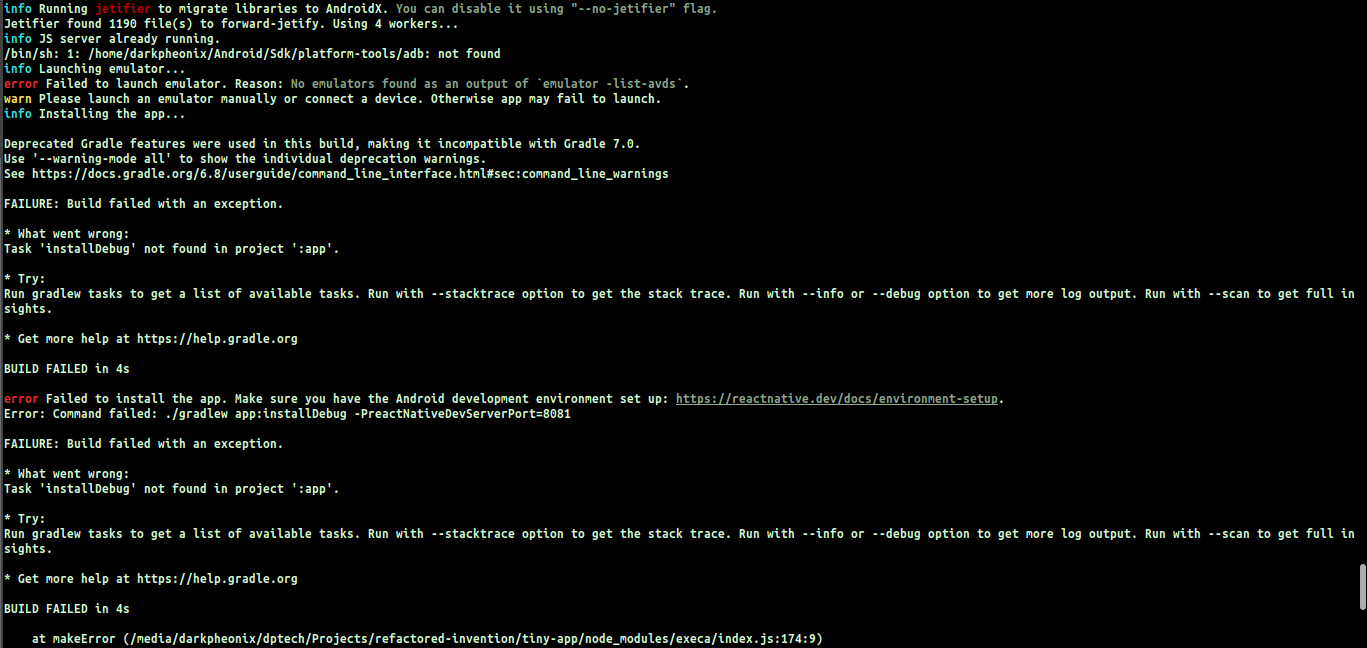 info Running jetifier to migrate libraries to AndroidX. You can disable it using "--no-jetifier" flag.
Jetifier found 1190 file(s) to forward-jetify. Using 4 workers...
info JS server already running.
/bin/sh: 1: /home/darkpheonix/Android/Sdk/platform-tools/adb: not found
info Launching emulator...
error Failed to launch emulator. Reason: No emulators found as an output of `emulator -list-avds`.
warn Please launch an emulator manually or connect a device. Otherwise app may fail to launch.
info Installing the app...
Deprecated Gradle features were used in this build, making it incompatible with Gradle 7.0.
Use '--warning-mode all' to show the individual deprecation warnings.
See https://docs.gradle.org/6.8/userguide/command_line_interface.html#sec:command_line_warnings
FAILURE: Build failed with an exception.
* What went wrong:
Task 'installDebug' not found in project ':app'.
* Try:
Run gradlew tasks to get a list of available tasks. Run with --stacktrace option to get the stack trace. Run with --info or --debug option to get more log output. Run with --scan to get full in
sights.
* Get more help at https://help.gradle.org
BUILD FAILED in 4s
error Failed to install the app. Make sure you have the Android development environment set up: https://reactnative.dev/docs/environment-setup.
Error: Command failed: ./gradlew app:installDebug -PreactNativeDevServerPort=8081
FAILURE: Build failed with an exception.
* What went wrong:
Task 'installDebug' not found in project ':app'.
* Try:
Run gradlew tasks to get a list of available tasks. Run with --stacktrace option to get the stack trace. Run with --info or --debug option to get more log output. Run with --scan to get full in
sights.
* Get more help at https://help.gradle.org
BUILD FAILED in 4s
at makeError (/media/darkpheonix/dptech/Projects/refactored-invention/tiny-app/node_modules/execa/index.js:174:9)